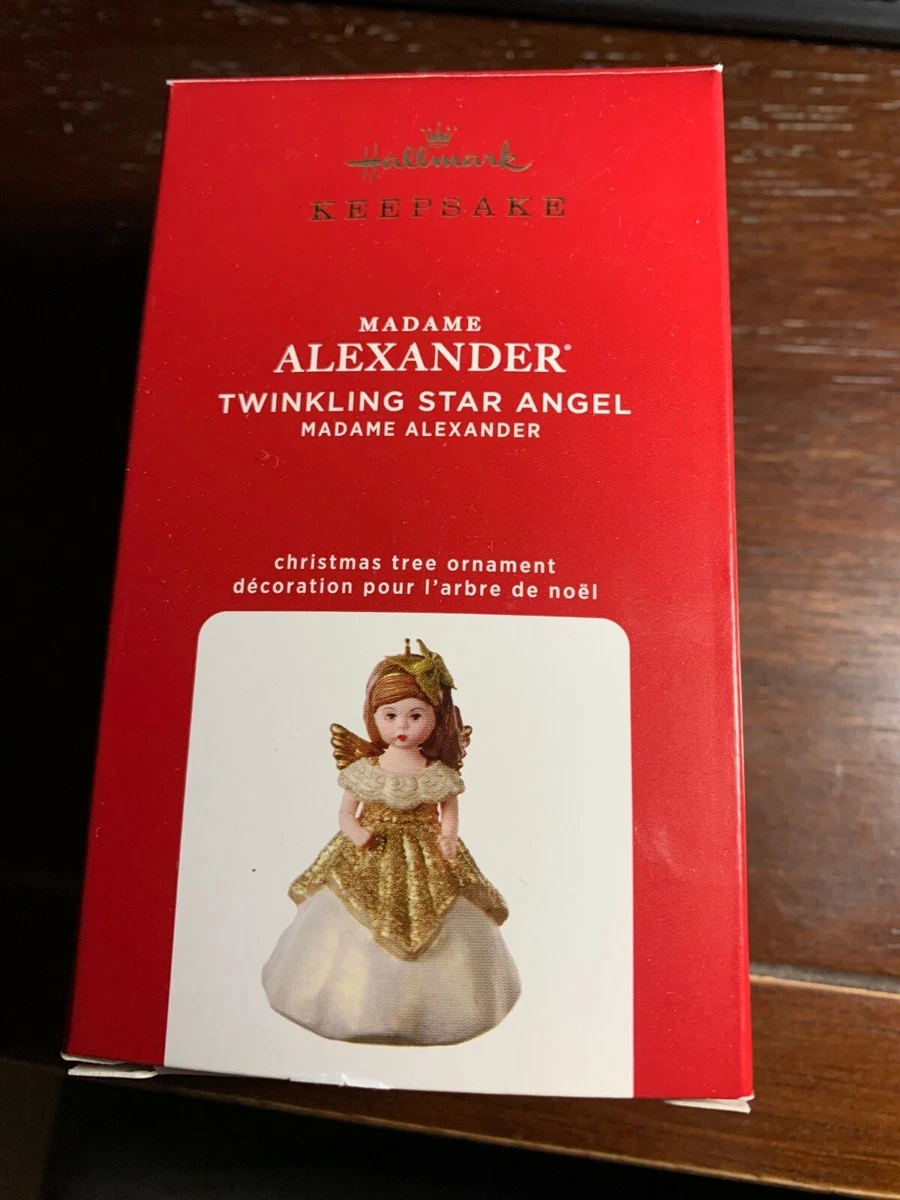 Hallmark
KEEPSAKE
MADAME
ALEXANDER®
TWINKLING STAR ANGEL
MADAME ALEXANDER
christmas tree ornament
décoration pour l'arbre de noël